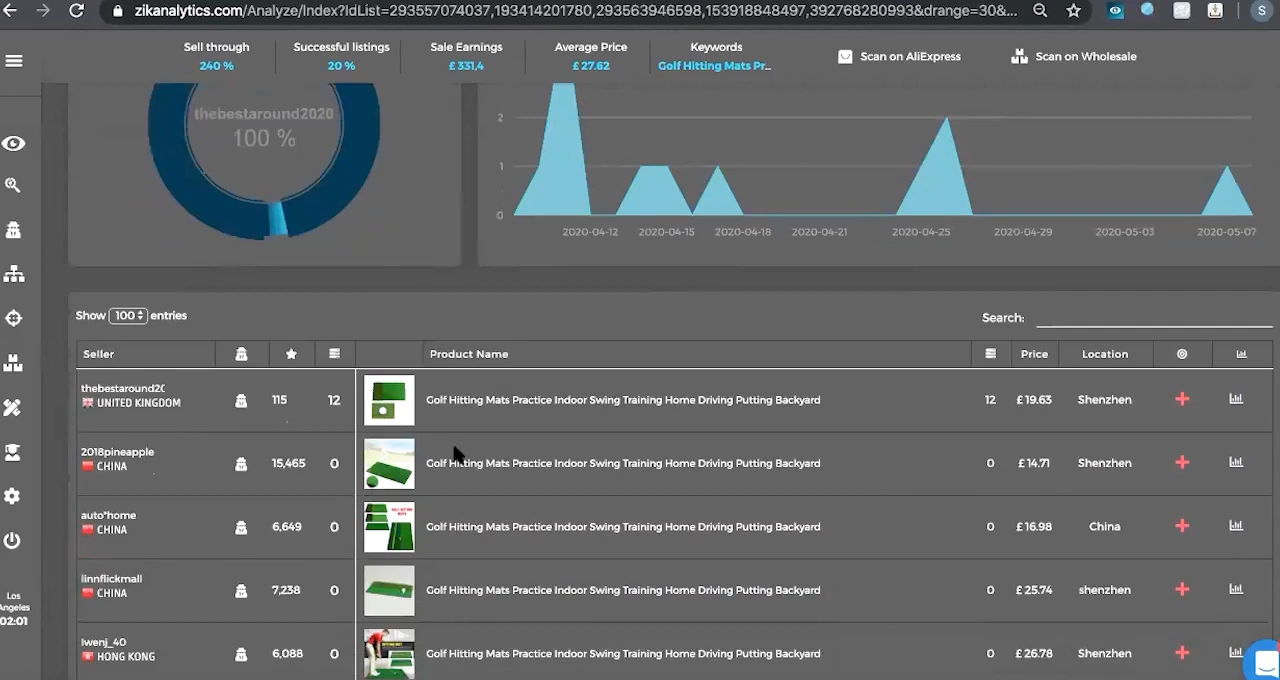 zikanalytics.com/Analyze/Index?IdList=293557074037,193414201780,293563946598,153918848497,392768280993&drange=30&...
S
Sell through
240 %
Successful listings
20 %
Sale Earnings
£ 331,4
Average Price
£ 27.62
Keywords
Golf Hitting Mats Pr...
Scan on AliExpress
Scan on Wholesale
thebestaround2020
100 %
2
1
0
2020-04-12 2020-04-15 2020-04-18 2020-04-21 2020-04-25 2020-04-29 2020-05-03 2020-05-07
Show 100 entries
Search:
Seller Product Name Price Location
thebestaround20
UNITED KINGDOM
115 12 Golf Hitting Mats Practice Indoor Swing Training Home Driving Putting Backyard 12 £ 19.63 Shenzhen
2018pineapple
CHINA
15,465 0 Golf Hitting Mats Practice Indoor Swing Training Home Driving Putting Backyard 0 £ 14.71 Shenzhen
auto*home
CHINA
6,649 0 Golf Hitting Mats Practice Indoor Swing Training Home Driving Putting Backyard 0 £ 16.98 China
linnflickmall
CHINA
7,238 0 Golf Hitting Mats Practice Indoor Swing Training Home Driving Putting Backyard 0 £ 25.74 shenzhen
lwenj_40
HONG KONG
6,088 0 Golf Hitting Mats Practice Indoor Swing Training Home Driving Putting Backyard 0 £ 26.78 Shenzhen
Los
Angeles
02:01